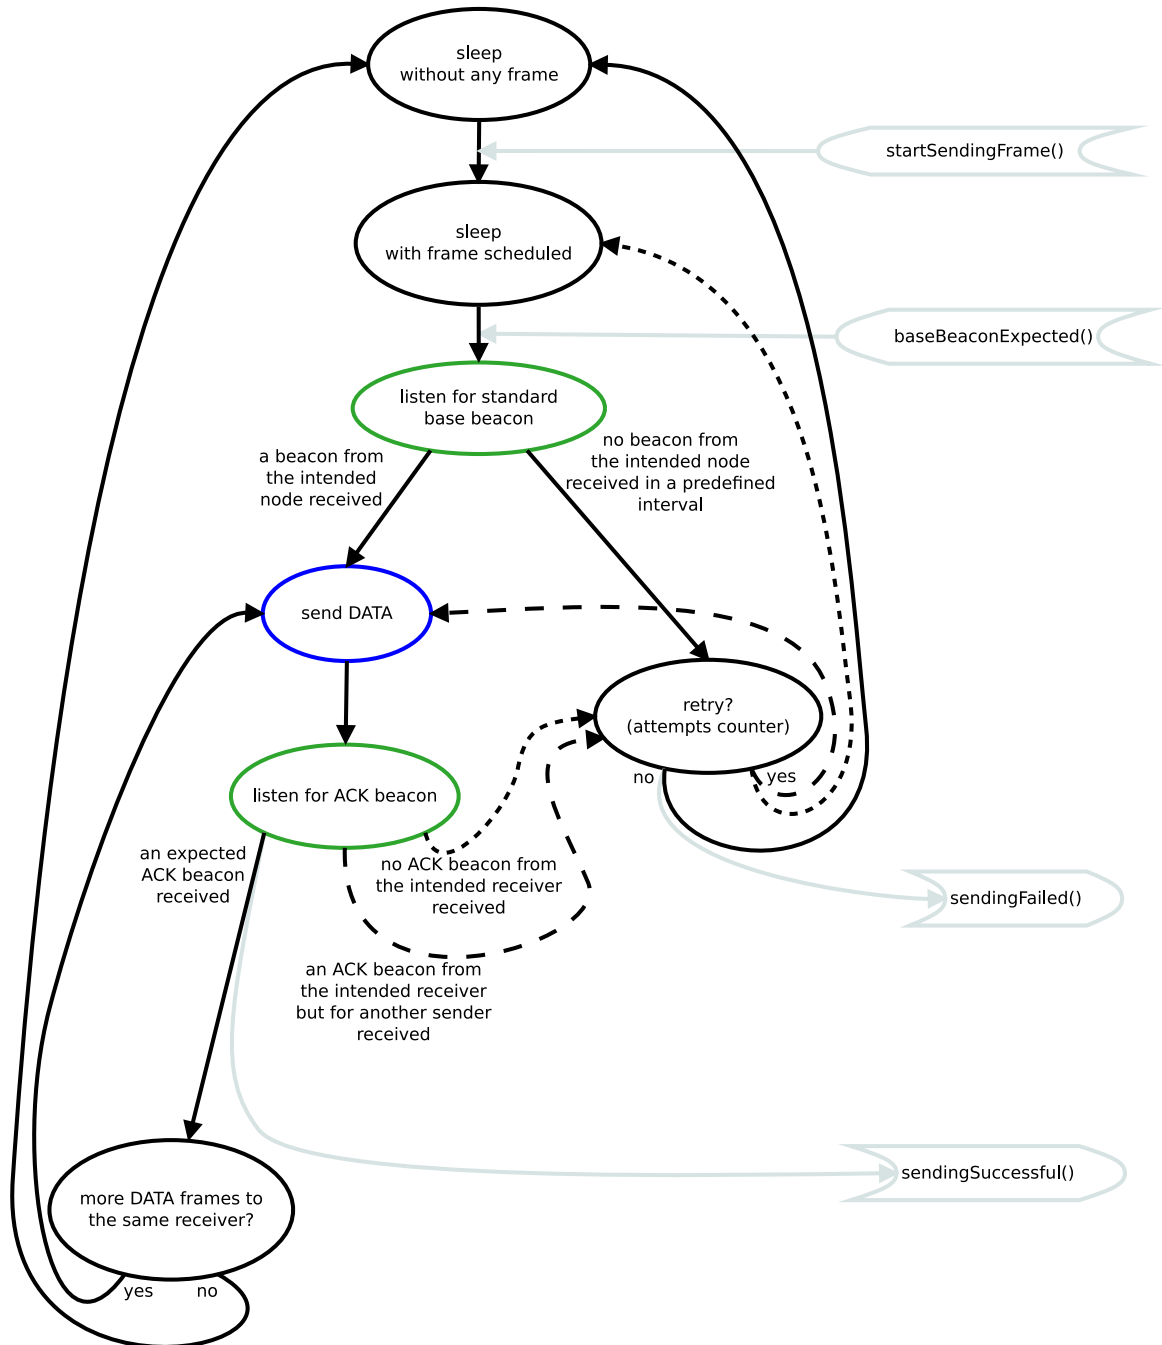 sleep
without any frame
startSendingFrame()
sleep
with frame scheduled
baseBeaconExpected()
listen for standard
base beacon
a beacon from
the intended
node received
no beacon from
the intended node
received in a predefined
interval
send DATA
retry?
(attempts counter)
no
yes
listen for ACK beacon
an expected
ACK beacon
received
no ACK beacon from
the intended receiver
received
sendingFailed()
an ACK beacon from
the intended receiver
but for another sender
received
sendingSuccessful()
more DATA frames to
the same receiver?
yes
no